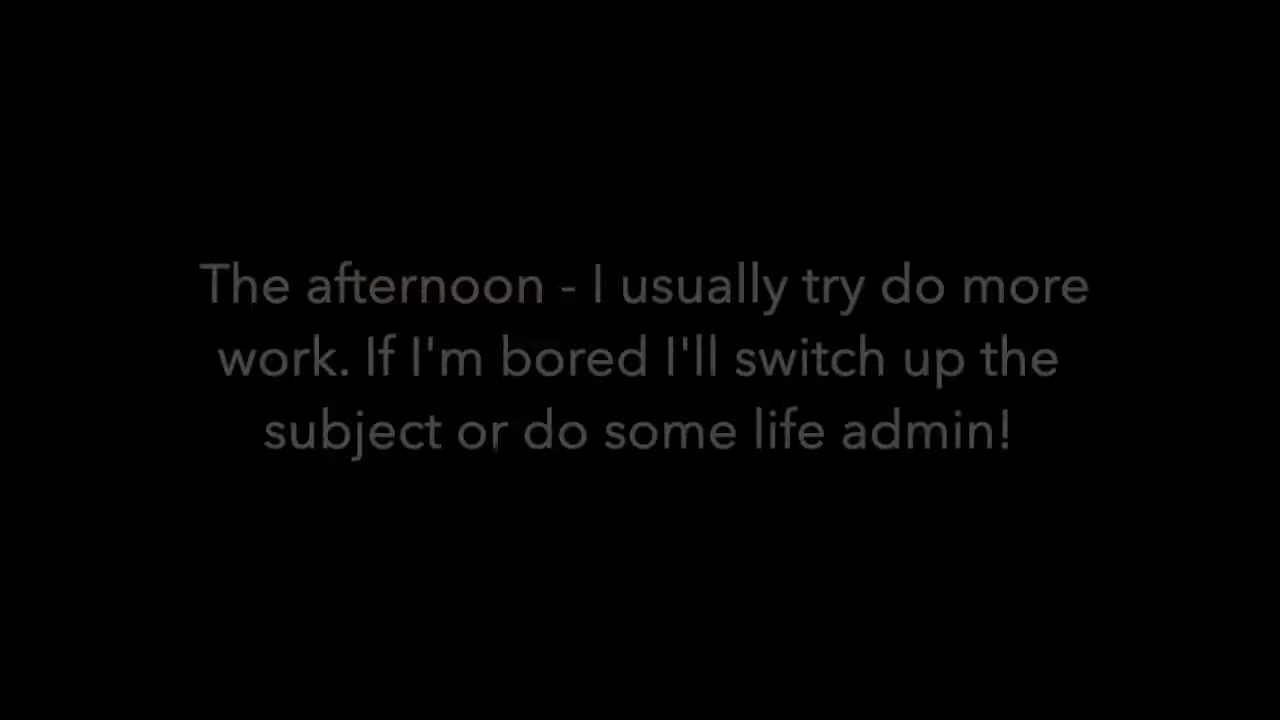 The afternoon - I usually try do more
work. If I'm bored I'll switch up the
subject or do some life admin!